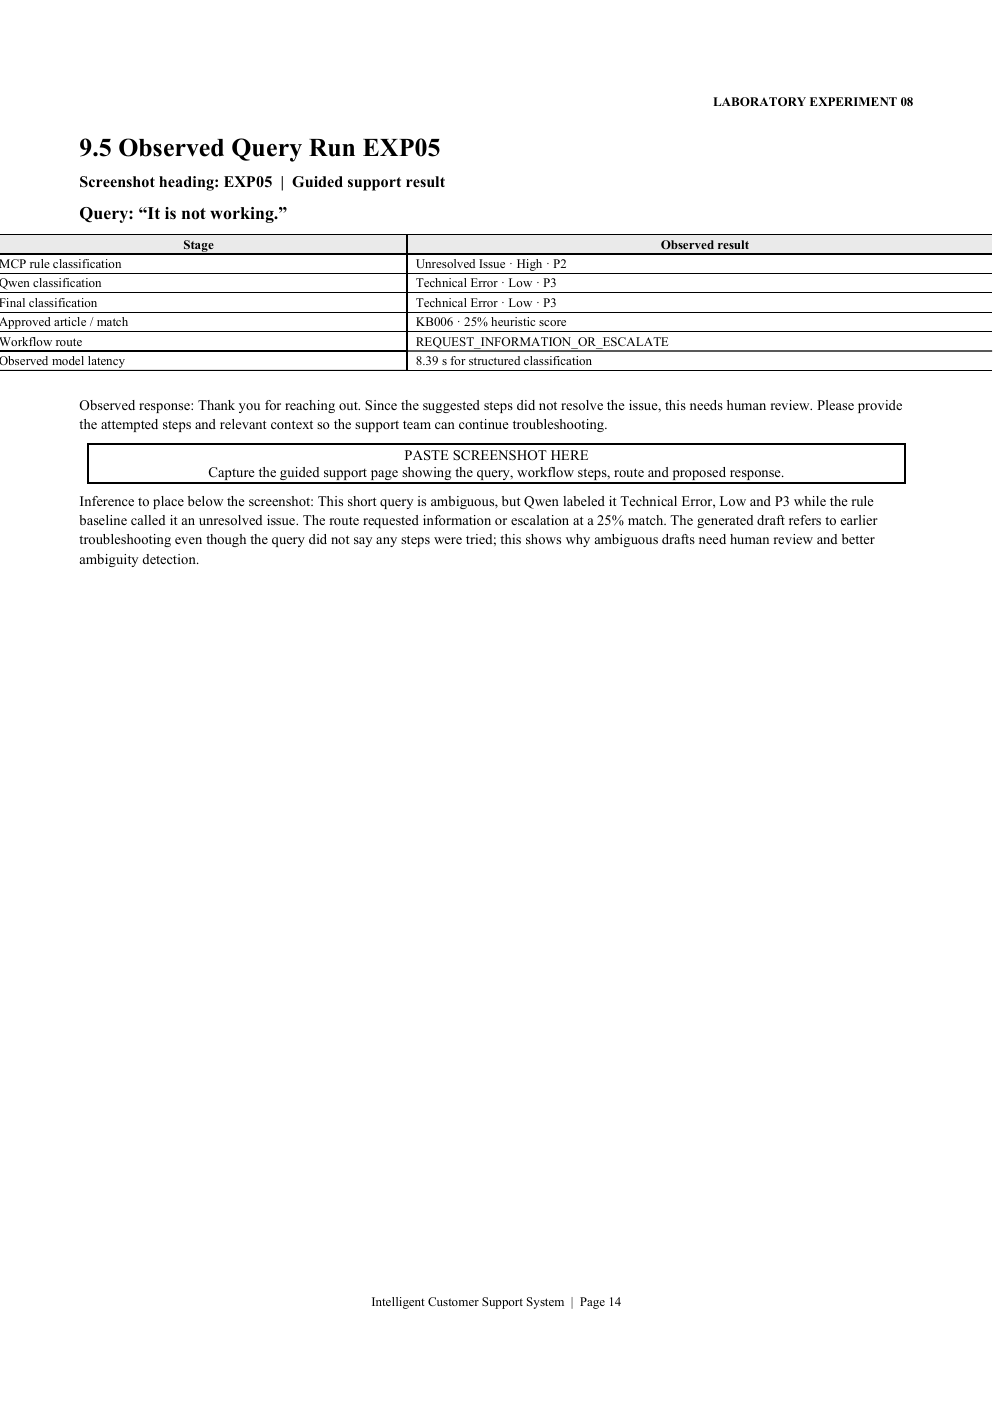 LABORATORY EXPERIMENT 08
9.5 Observed Query Run EXP05
Screenshot heading: EXP05 | Guided support result
Query: “It is not working.”
Stage Observed result
MCP rule classification Unresolved Issue · High · P2
Qwen classification Technical Error · Low · P3
Final classification Technical Error · Low · P3
Approved article / match KB006 · 25% heuristic score
Workflow route REQUEST_INFORMATION_OR_ESCALATE
Observed model latency 8.39 s for structured classification
Observed response: Thank you for reaching out. Since the suggested steps did not resolve the issue, this needs human review. Please provide
the attempted steps and relevant context so the support team can continue troubleshooting.
PASTE SCREENSHOT HERE
Capture the guided support page showing the query, workflow steps, route and proposed response.
Inference to place below the screenshot: This short query is ambiguous, but Qwen labeled it Technical Error, Low and P3 while the rule
baseline called it an unresolved issue. The route requested information or escalation at a 25% match. The generated draft refers to earlier
troubleshooting even though the query did not say any steps were tried; this shows why ambiguous drafts need human review and better
ambiguity detection.
Intelligent Customer Support System | Page 14